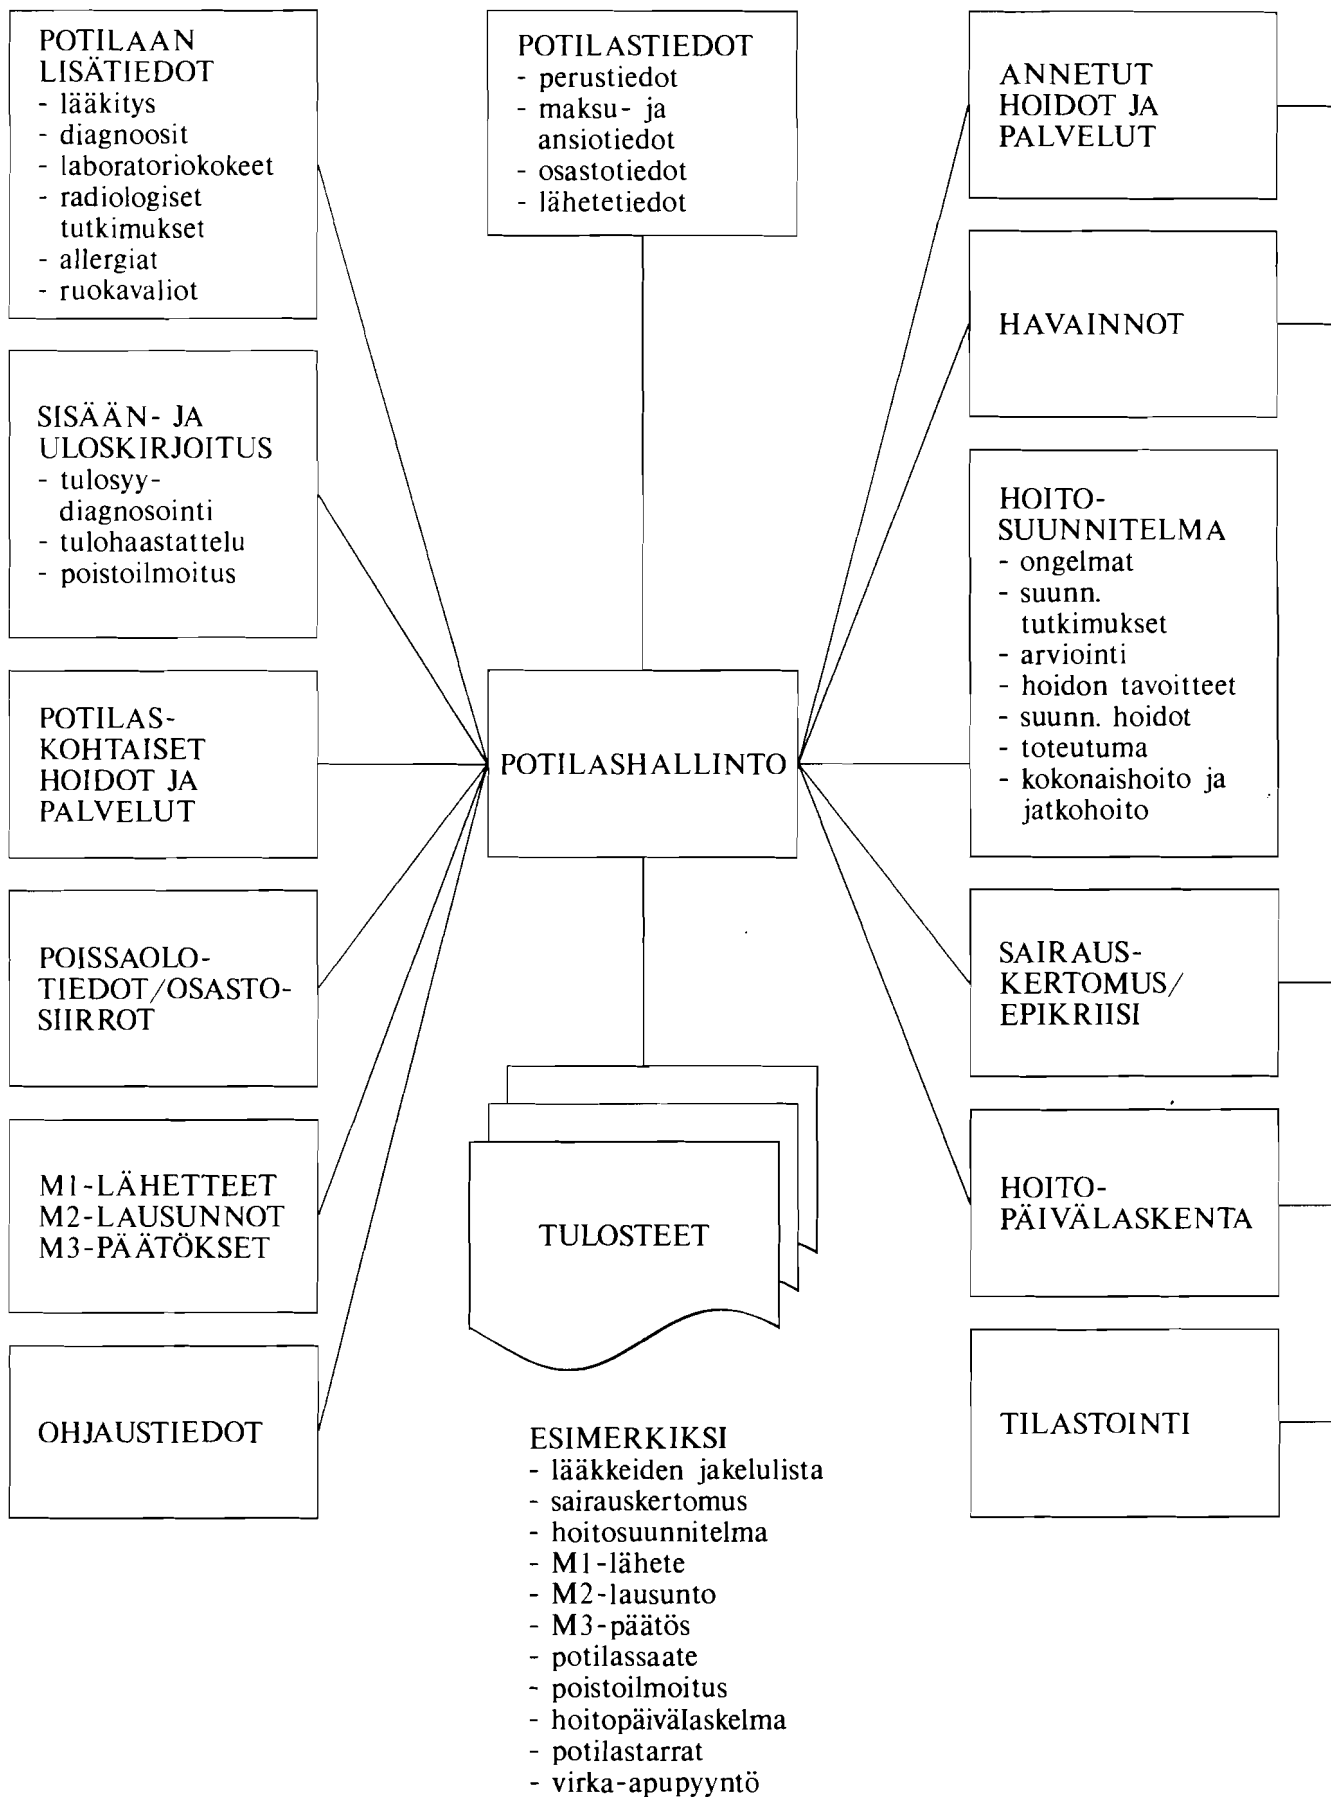 POTILAAN
LISÄTIEDOT
- lääkitys
- diagnoosit
- laboratoriokokeet
- radiologiset
tutkimukset
- allergiat
- ruokavaliot
SISÄÄN- JA
ULOSKIRJOITUS
- tulosyy-
diagnosointi
- tulohaastattelu
- poistoilmoitus
POTILAS-
KOHTAISET
HOIDOT JA
PALVELUT
POISSAOLO-
TIEDOT/OSASTO-
SIIRROT
M1-LÄHETTEET
M2-LAUSUNNOT
M3-PÄÄTÖKSET
OHJAUSTIEDOT
POTILASTIEDOT
- perustiedot
- maksu- ja
ansiotiedot
- osastotiedot
- lähetetiedot
POTILASHALLINTO
TULOSTEET
ESIMERKIKSI
- lääkkeiden jakelulista
- sairauskertomus
- hoitosuunnitelma
- M1-lähete
- M2-lausunto
- M3-päätös
- potilassaate
- poistoilmoitus
- hoitopäivälaskelma
- potilastarrat
- virka-apupyyntö
ANNETUT
HOIDOT JA
PALVELUT
HAVAINNOT
HOITO-
SUUNNITELMA
- ongelmat
- suunn.
tutkimukset
- arviointi
- hoidon tavoitteet
- suunn. hoidot
- toteutuma
- kokonaishoito ja
jatkohoito
SAIRAUS-
KERTOMUS/
EPIKRIISI
HOITO-
PÄIVÄLASKENTA
TILASTOINTI